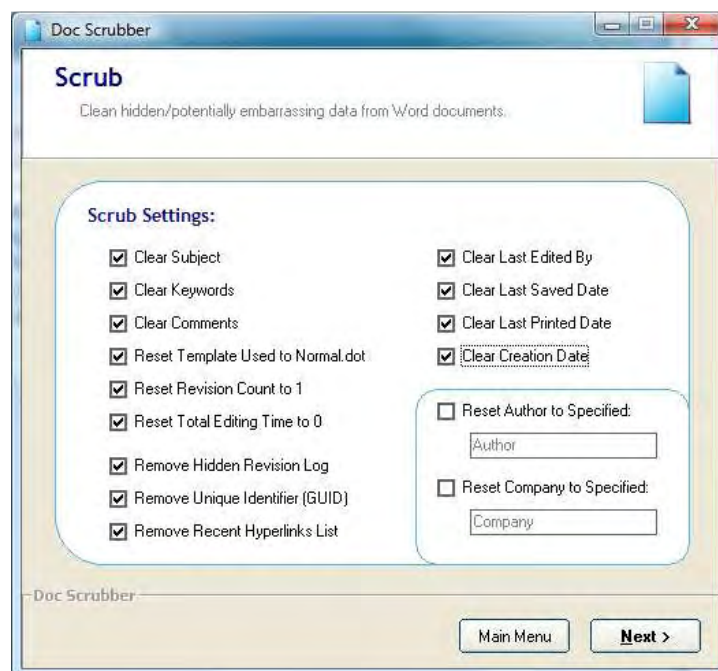 Doc Scrubber
Scrub
Clean hidden/potentially embarrassing data from Word documents.
Scrub Settings:
Clear Subject
Clear Keywords
Clear Comments
Reset Template Used to Normal.dot
Reset Revision Count to 1
Reset Total Editing Time to 0
Remove Hidden Revision Log
Remove Unique Identifier (GUID)
Remove Recent Hyperlinks List
Clear Last Edited By
Clear Last Saved Date
Clear Last Printed Date
Clear Creation Date
Reset Author to Specified:
Author
Reset Company to Specified:
Company
Doc Scrubber
Main Menu
Next >